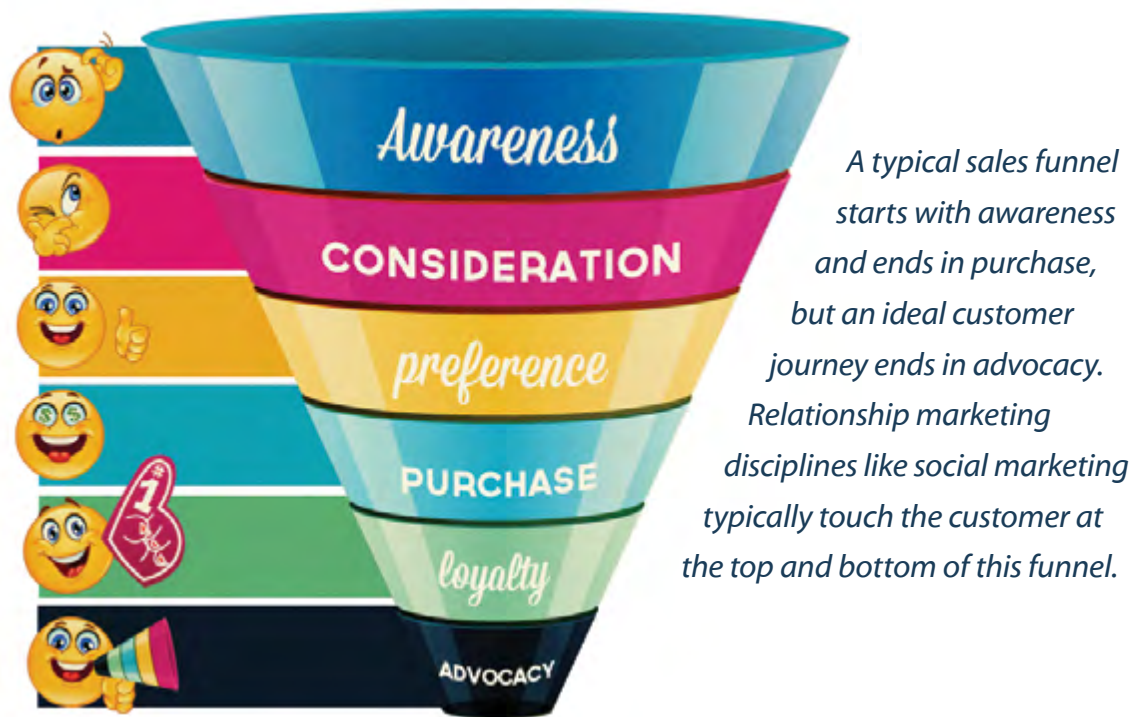 Awareness
CONSIDERATION
preference
PURCHASE
loyalty
ADVOCACY
#1
$ $
A typical sales funnel
starts with awareness
and ends in purchase,
but an ideal customer
journey ends in advocacy.
Relationship marketing
disciplines like social marketing
typically touch the customer at
the top and bottom of this funnel.